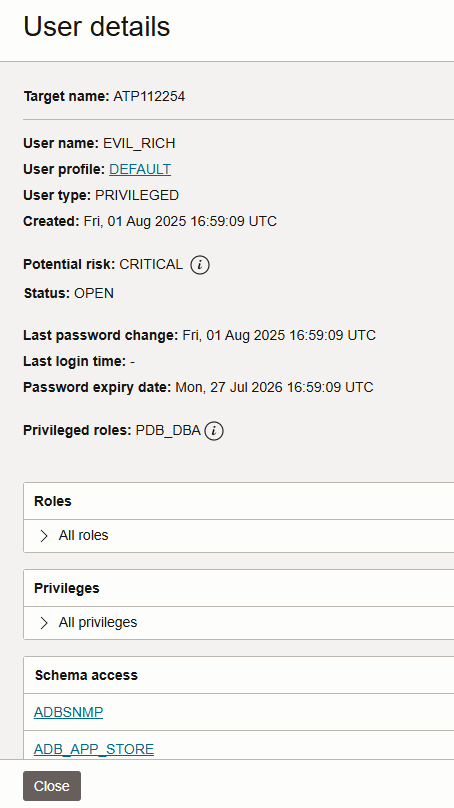 User details
Target name: ATP112254
User name: EVIL_RICH
User profile: DEFAULT
User type: PRIVILEGED
Created: Fri, 01 Aug 2025 16:59:09 UTC
Potential risk: CRITICAL i
Status: OPEN
Last password change: Fri, 01 Aug 2025 16:59:09 UTC
Last login time: -
Password expiry date: Mon, 27 Jul 2026 16:59:09 UTC
Privileged roles: PDB_DBA i
Roles
All roles
Privileges
All privileges
Schema access
ADBSNMP
ADB_APP_STORE
Close